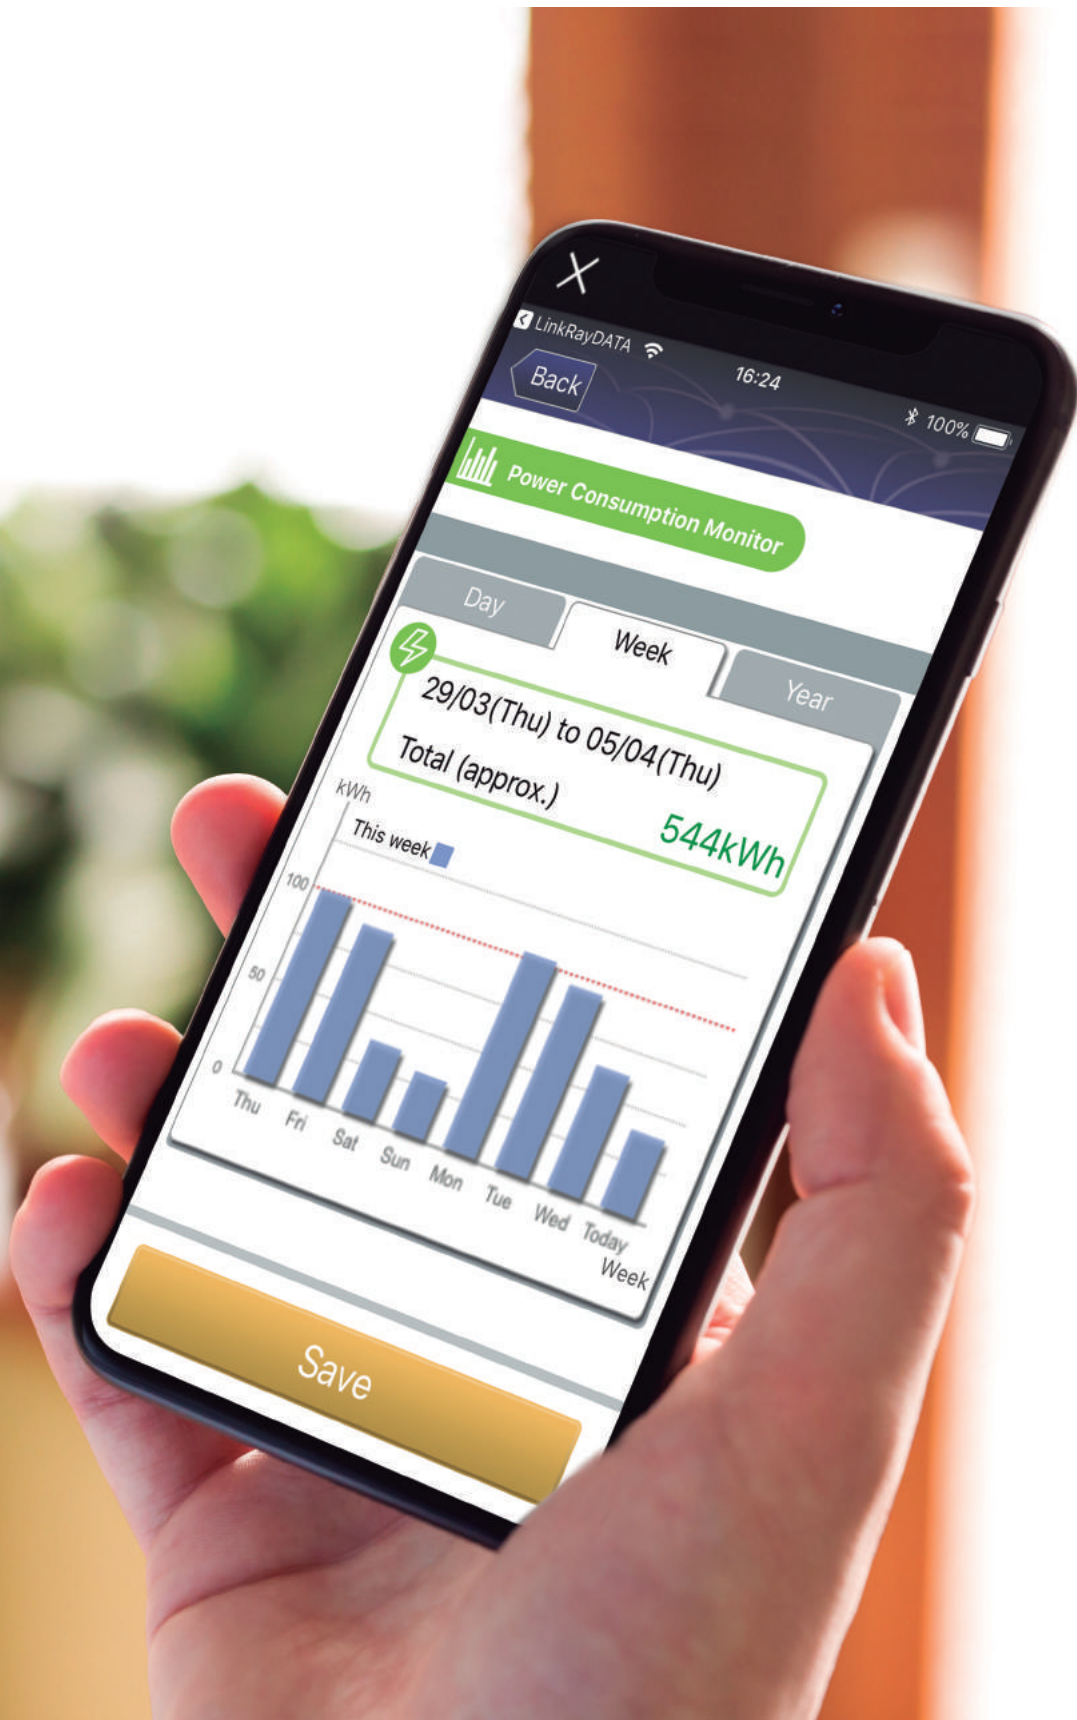 X
LinkRayDATA
16:24
100%
Back
Power Consumption Monitor
Day
Week
Year
29/03(Thu) to 05/04(Thu)
Total (approx.)
544kWh
kWh
This week
100
50
0
Thu Fri Sat Sun Mon Tue Wed Today
Week
Save